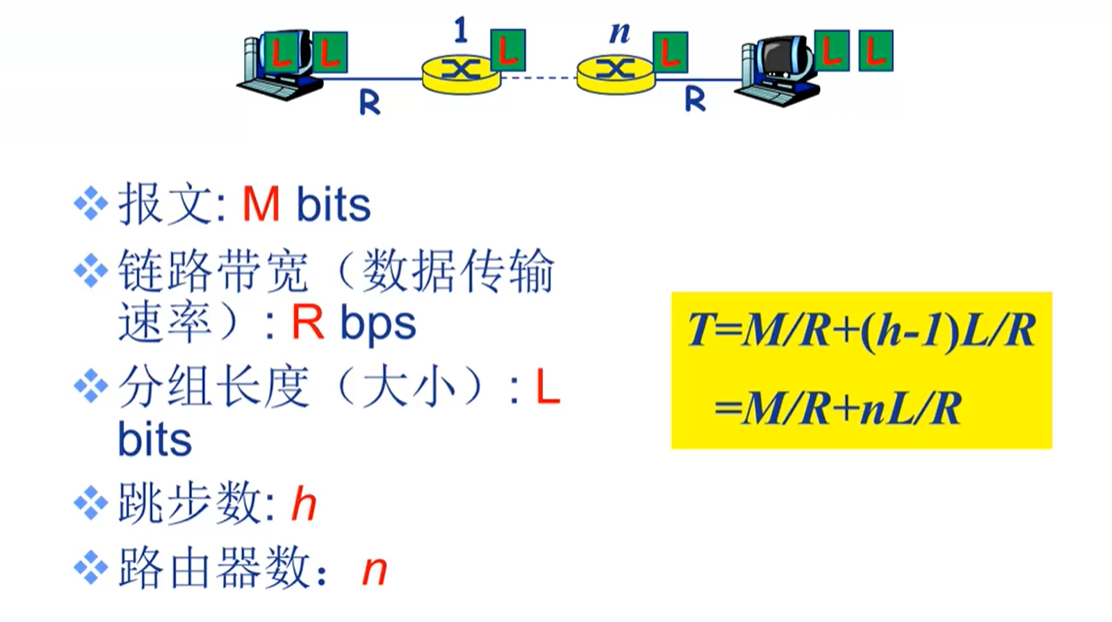 1 n
L L L L L L
R R
报文: M bits
链路带宽（数据传输
速率）: R bps
分组长度（大小）: L
bits
跳步数: h
路由器数：n
T=M/R+(h-1)L/R
=M/R+nL/R